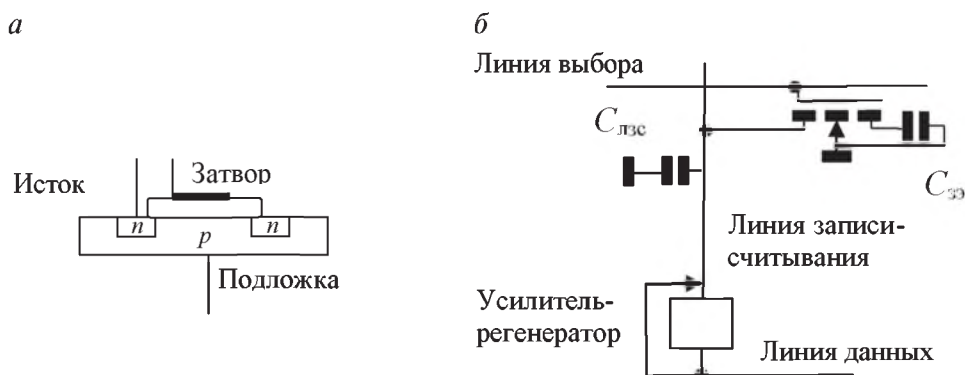 а
Исток
Затвор
n
p
n
Подложка
б
Линия выбора
Cлзс
Cзэ
Линия записи-
считывания
Усилитель-
регенератор
Линия данных